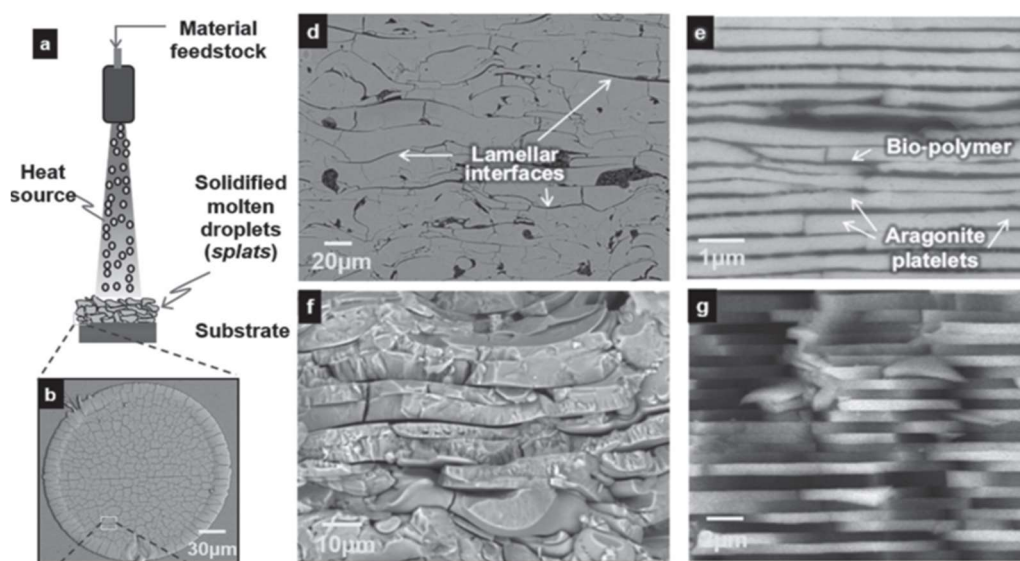 a
Material
feedstock
Heat
source
Solidified
molten
droplets
(splats)
Substrate
b
30μm
d
Lamellar
interfaces
20μm
e
Bio-polymer
Aragonite
platelets
1μm
f
10μm
g
2μm